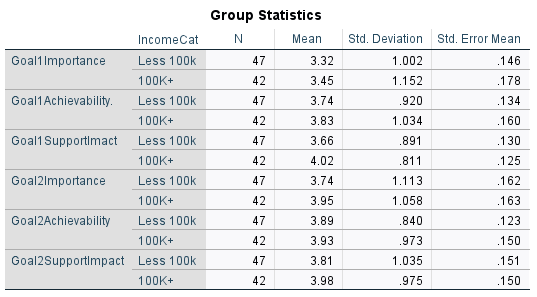 Group Statistics
IncomeCat N Mean Std. Deviation Std. Error Mean
Goal1Importance Less 100k 47 3.32 1.002 .146
100K+ 42 3.45 1.152 .178
Goal1Achievability. Less 100k 47 3.74 .920 .134
100K+ 42 3.83 1.034 .160
Goal1SupportImact Less 100k 47 3.66 .891 .130
100K+ 42 4.02 .811 .125
Goal2Importance Less 100k 47 3.74 1.113 .162
100K+ 42 3.95 1.058 .163
Goal2Achievability Less 100k 47 3.89 .840 .123
100K+ 42 3.93 .973 .150
Goal2SupportImpact Less 100k 47 3.81 1.035 .151
100K+ 42 3.98 .975 .150